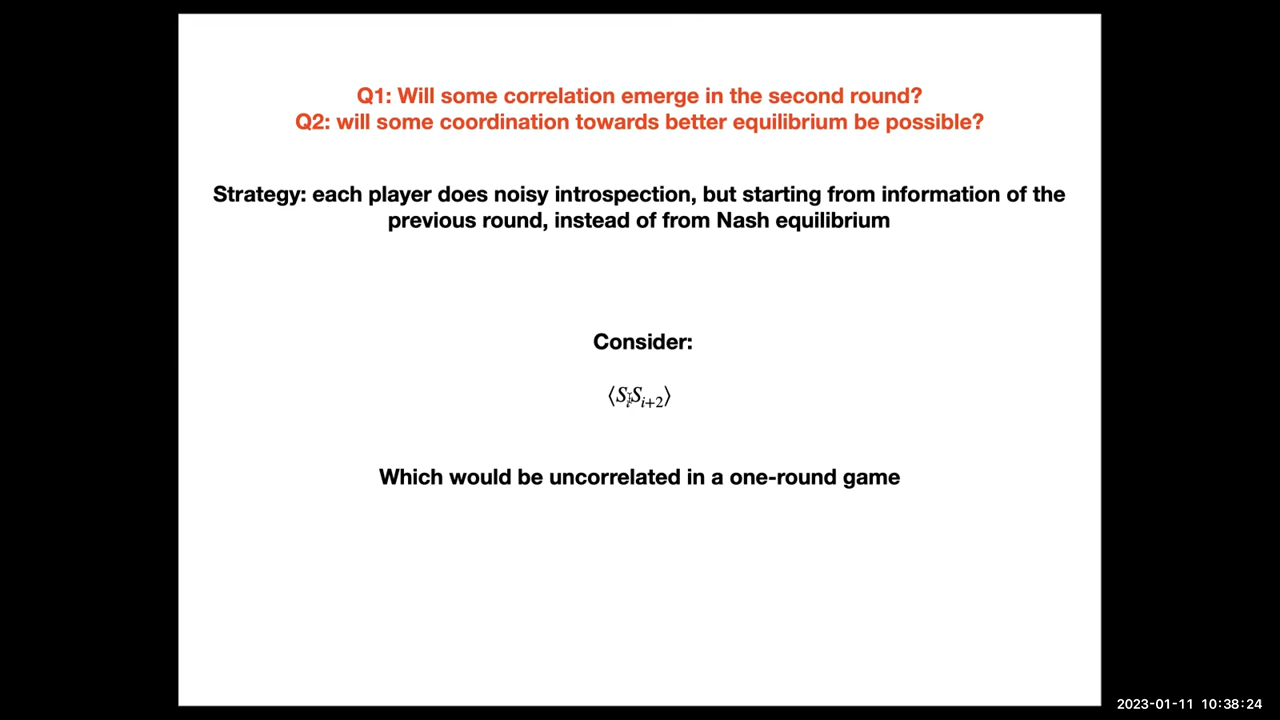 Q1: Will some correlation emerge in the second round?
Q2: will some coordination towards better equilibrium be possible?
Strategy: each player does noisy introspection, but starting from information of the
previous round, instead of from Nash equilibrium
Consider:
⟨S_i S_{i+2}⟩
Which would be uncorrelated in a one-round game
2023-01-11 10:38:24